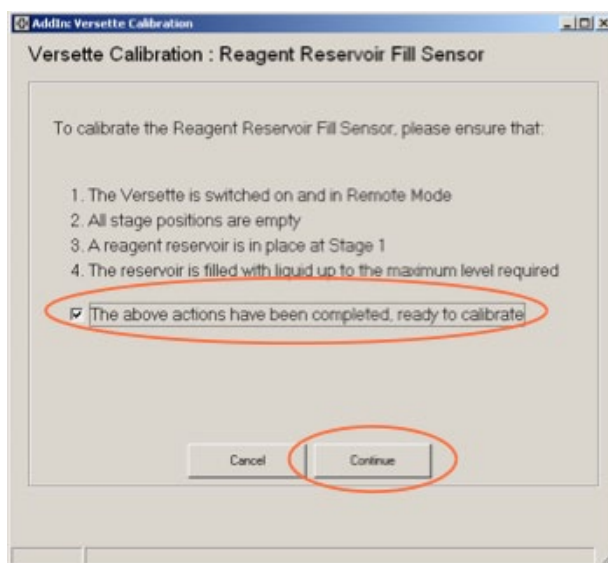 AddIn: Versette Calibration
Versette Calibration : Reagent Reservoir Fill Sensor
To calibrate the Reagent Reservoir Fill Sensor, please ensure that:
1. The Versette is switched on and in Remote Mode
2. All stage positions are empty
3. A reagent reservoir is in place at Stage 1
4. The reservoir is filled with liquid up to the maximum level required
The above actions have been completed, ready to calibrate
Cancel Continue